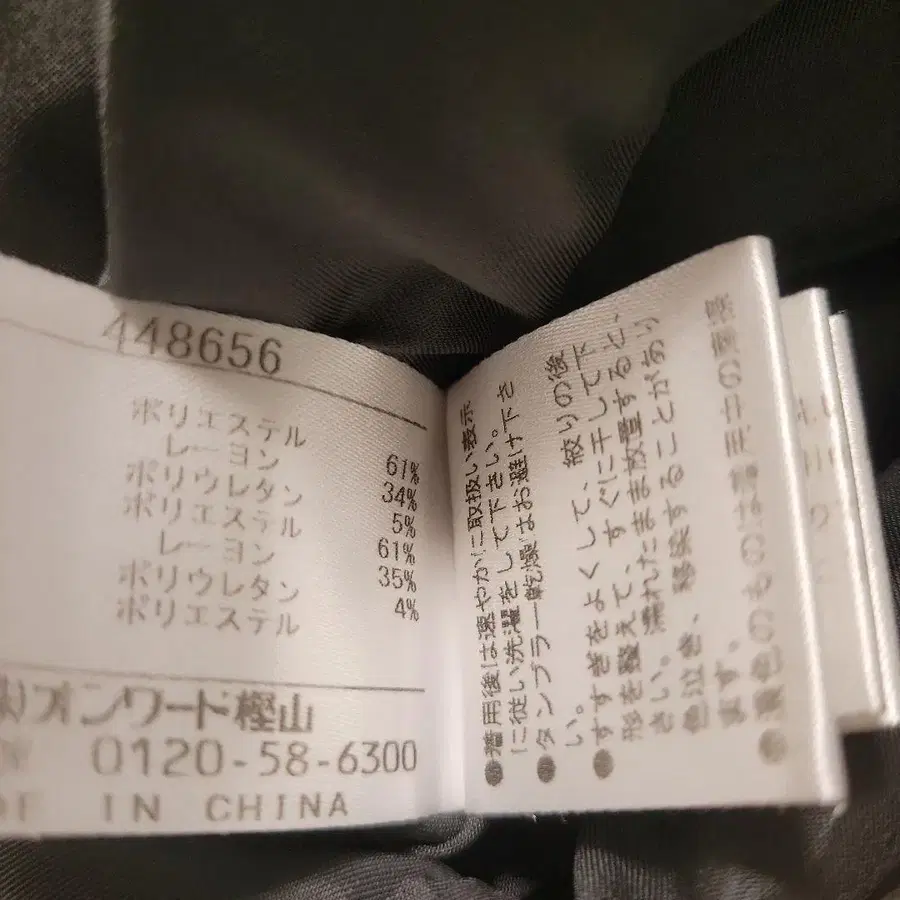 448656
ポリエステル 61%
レーヨン 34%
ポリウレタン 5%
ポリエステル 61%
レーヨン 35%
ポリウレタン 4%
ポリエステル
㈱オンワード樫山
0120-58-6300
IN CHINA
●着用後は速やかに取扱い表示
に従い洗濯をして下さい。
●タンブラー乾燥はお避け下さ
い。
●すすぎをよくして、絞りの後
形を整えて、すぐに干して下
さい。濡れたまま放置すると、
色泣き、移染することがあり
ます。
●濃色のものは着用中の摩擦